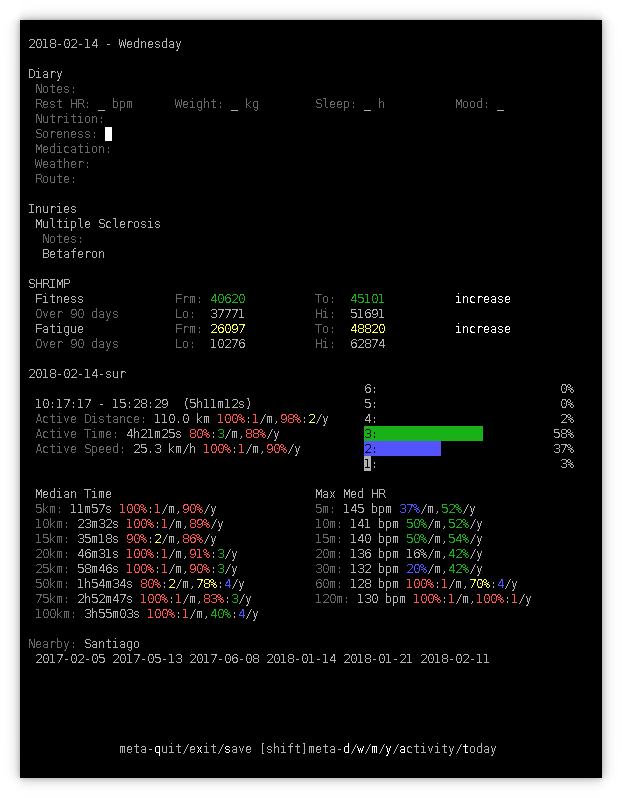 2018-02-14 - Wednesday
Diary
Notes:
Rest HR: _ bpm Weight: _ kg Sleep: _ h Mood: _
Nutrition:
Soreness:
Medication:
Weather:
Route:
Inuries
Multiple Sclerosis
Notes:
Betaferon
SHRIMP
Fitness Frm: 40620 To: 45101 increase
Over 90 days Lo: 37771 Hi: 51691
Fatigue Frm: 26097 To: 48820 increase
Over 90 days Lo: 10276 Hi: 62874
2018-02-14-sur
6: 0%
10:17:17 - 15:28:29 (5h11m12s) 5: 0%
Active Distance: 110.0 km 100%:1/m,98%:2/y 4: 2%
Active Time: 4h21m25s 80%:3/m,88%/y 3: 58%
Active Speed: 25.3 km/h 100%:1/m,90%/y 2: 37%
1: 3%
Median Time Max Med HR
5km: 11m57s 100%:1/m,90%/y 5m: 145 bpm 37%/m,52%/y
10km: 23m32s 100%:1/m,89%/y 10m: 141 bpm 50%/m,52%/y
15km: 35m18s 90%:2/m,86%/y 15m: 140 bpm 50%/m,54%/y
20km: 46m31s 100%:1/m,91%:3/y 20m: 136 bpm 16%/m,42%/y
25km: 58m46s 100%:1/m,90%:3/y 30m: 132 bpm 20%/m,42%/y
50km: 1h54m34s 80%:2/m,78%:4/y 60m: 128 bpm 100%:1/m,70%:4/y
75km: 2h52m47s 100%:1/m,83%:3/y 120m: 130 bpm 100%:1/m,100%:1/y
100km: 3h55m03s 100%:1/m,40%:4/y
Nearby: Santiago
2017-02-05 2017-05-13 2017-06-08 2018-01-14 2018-01-21 2018-02-11
meta-quit/exit/save [shift]meta-d/w/m/y/activity/today